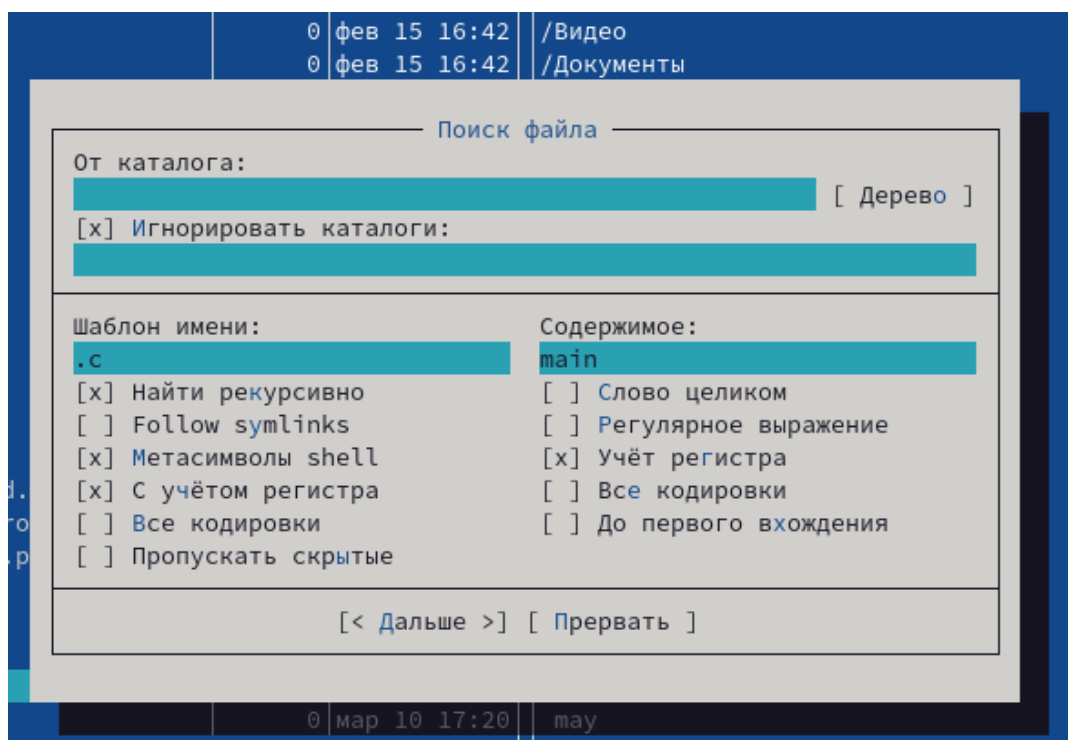 0 фев 15 16:42 /Видео
0 фев 15 16:42 /Документы
Поиск файла
От каталога:
[ Дерево ]
[x] Игнорировать каталоги:
Шаблон имени: Содержимое:
.c main
[x] Найти рекурсивно [ ] Слово целиком
[ ] Follow symlinks [ ] Регулярное выражение
[x] Метасимволы shell [x] Учёт регистра
d. [x] С учётом регистра [ ] Все кодировки
го [ ] Все кодировки [ ] До первого вхождения
.р [ ] Пропускать скрытые
[< Дальше >] [ Прервать ]
0 мар 10 17:20 may